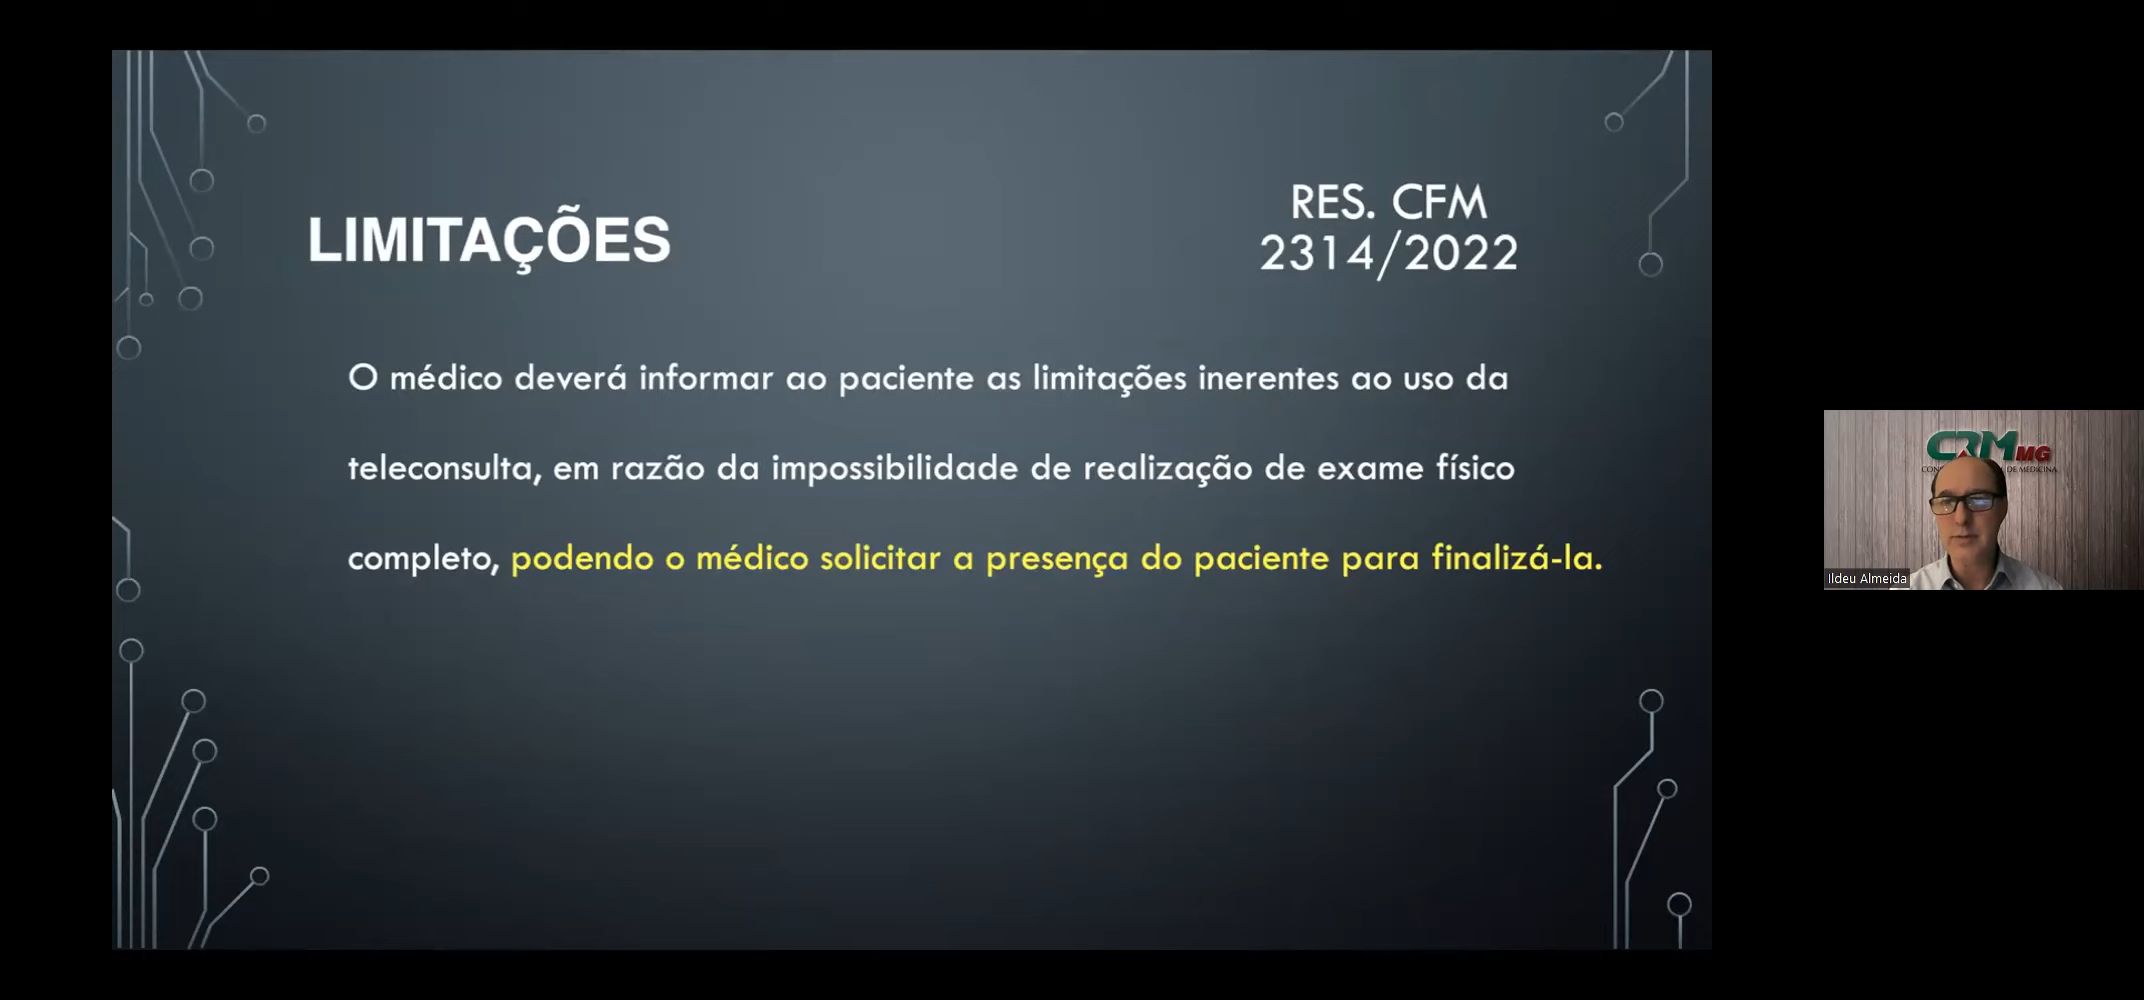 LIMITAÇÕES
RES. CFM
2314/2022
O médico deverá informar ao paciente as limitações inerentes ao uso da
teleconsulta, em razão da impossibilidade de realização de exame físico
completo, podendo o médico solicitar a presença do paciente para finalizá-la.
CRMMG
DE MEDICINA
Ildeu Almeida